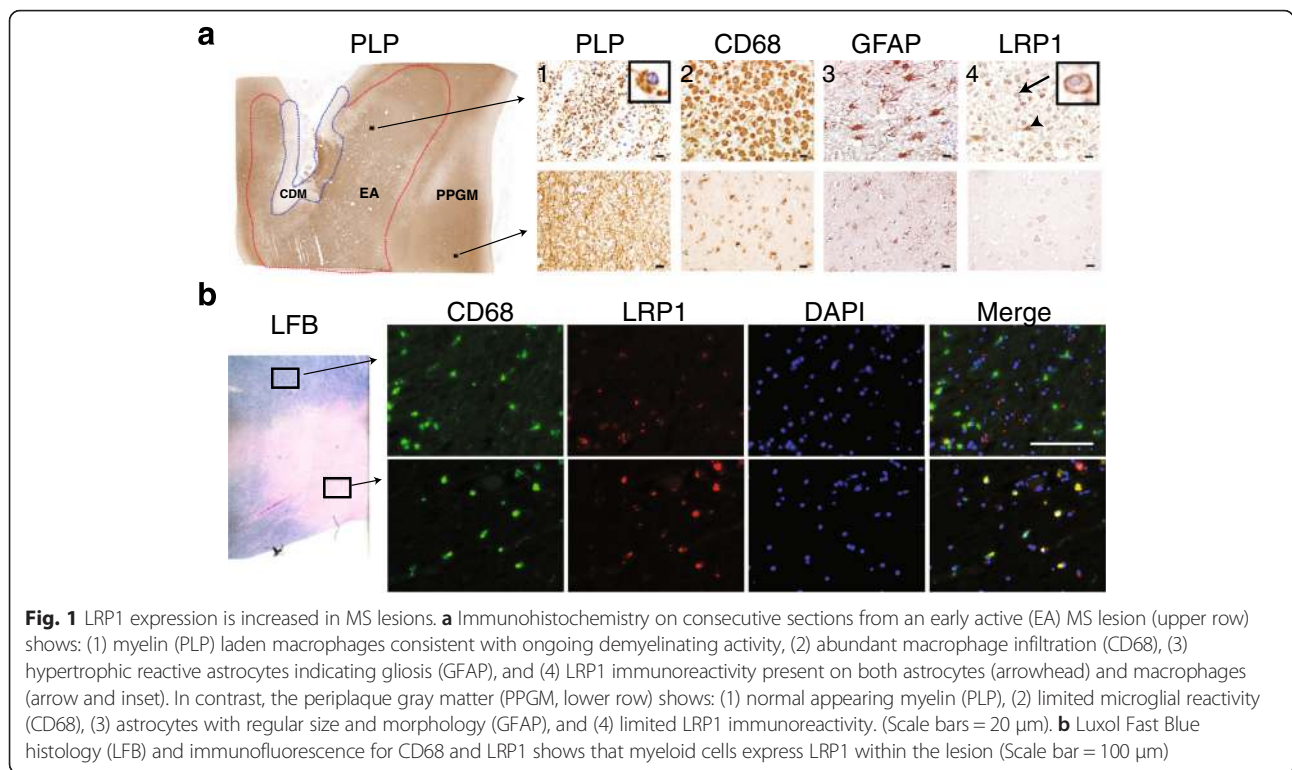 a
PLP PLP CD68 GFAP LRP1
1 2 3 4
CDM EA PPGM
b
LFB CD68 LRP1 DAPI Merge
Fig. 1 LRP1 expression is increased in MS lesions. a Immunohistochemistry on consecutive sections from an early active (EA) MS lesion (upper row)
shows: (1) myelin (PLP) laden macrophages consistent with ongoing demyelinating activity, (2) abundant macrophage infiltration (CD68), (3)
hypertrophic reactive astrocytes indicating gliosis (GFAP), and (4) LRP1 immunoreactivity present on both astrocytes (arrowhead) and macrophages
(arrow and inset). In contrast, the periplaque gray matter (PPGM, lower row) shows: (1) normal appearing myelin (PLP), (2) limited microglial reactivity
(CD68), (3) astrocytes with regular size and morphology (GFAP), and (4) limited LRP1 immunoreactivity. (Scale bars = 20 μm). b Luxol Fast Blue
histology (LFB) and immunofluorescence for CD68 and LRP1 shows that myeloid cells express LRP1 within the lesion (Scale bar = 100 μm)